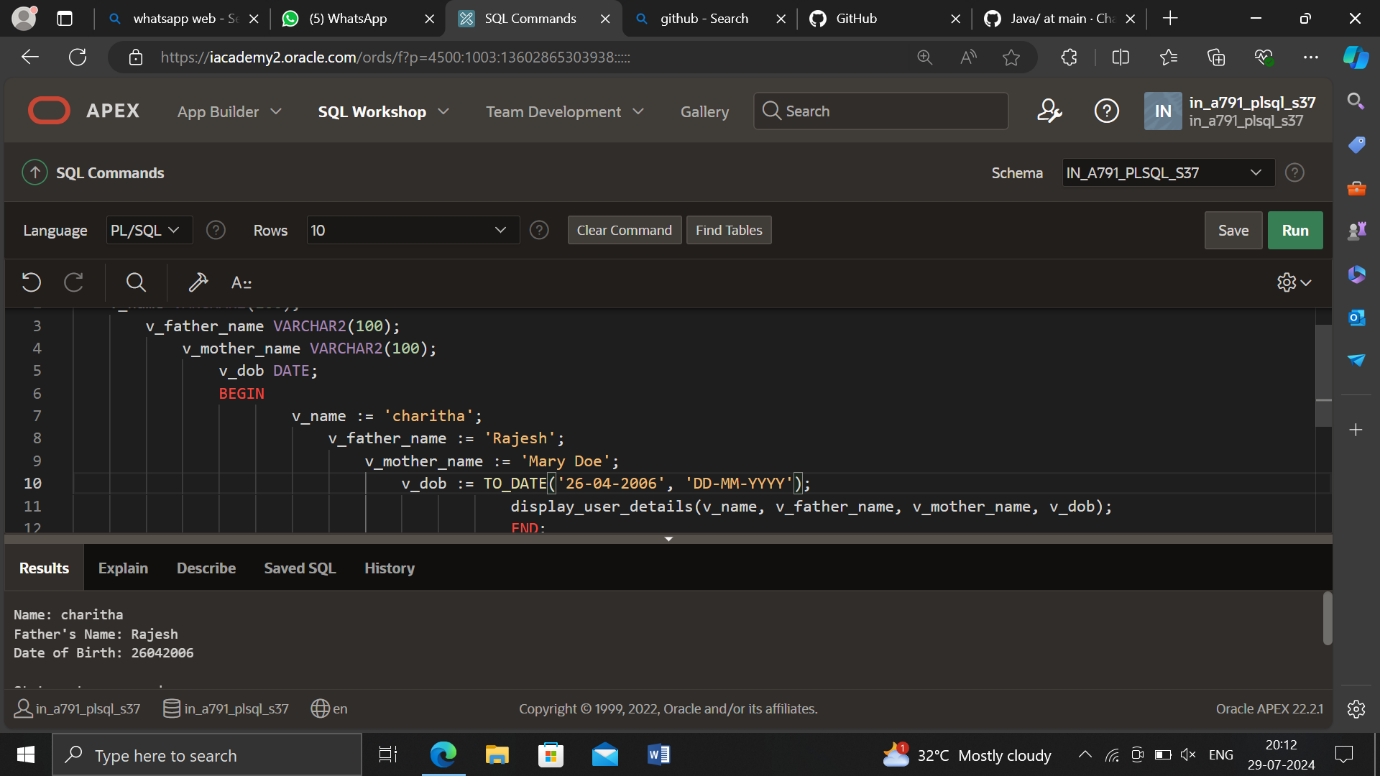 whatsapp web - Se
(5) WhatsApp
SQL Commands
github - Search
GitHub
Java/ at main · Cha
https://iacademy2.oracle.com/ords/f?p=4500:1003:13602865303938:::::
APEX
App Builder
SQL Workshop
Team Development
Gallery
Search
IN
in_a791_plsql_s37
in_a791_plsql_s37
SQL Commands
Schema
IN_A791_PLSQL_S37
Language
PL/SQL
Rows
10
Clear Command
Find Tables
Save
Run
A::
3 v_father_name VARCHAR2(100);
4 v_mother_name VARCHAR2(100);
5 v_dob DATE;
6 BEGIN
7 v_name := 'charitha';
8 v_father_name := 'Rajesh';
9 v_mother_name := 'Mary Doe';
10 v_dob := TO_DATE('26-04-2006', 'DD-MM-YYYY');
11 display_user_details(v_name, v_father_name, v_mother_name, v_dob);
12 END;
Results
Explain
Describe
Saved SQL
History
Name: charitha
Father's Name: Rajesh
Date of Birth: 26042006
in_a791_plsql_s37
in_a791_plsql_s37
en
Copyright © 1999, 2022, Oracle and/or its affiliates.
Oracle APEX 22.2.1
Type here to search
1
32°C Mostly cloudy
ENG
20:12
29-07-2024